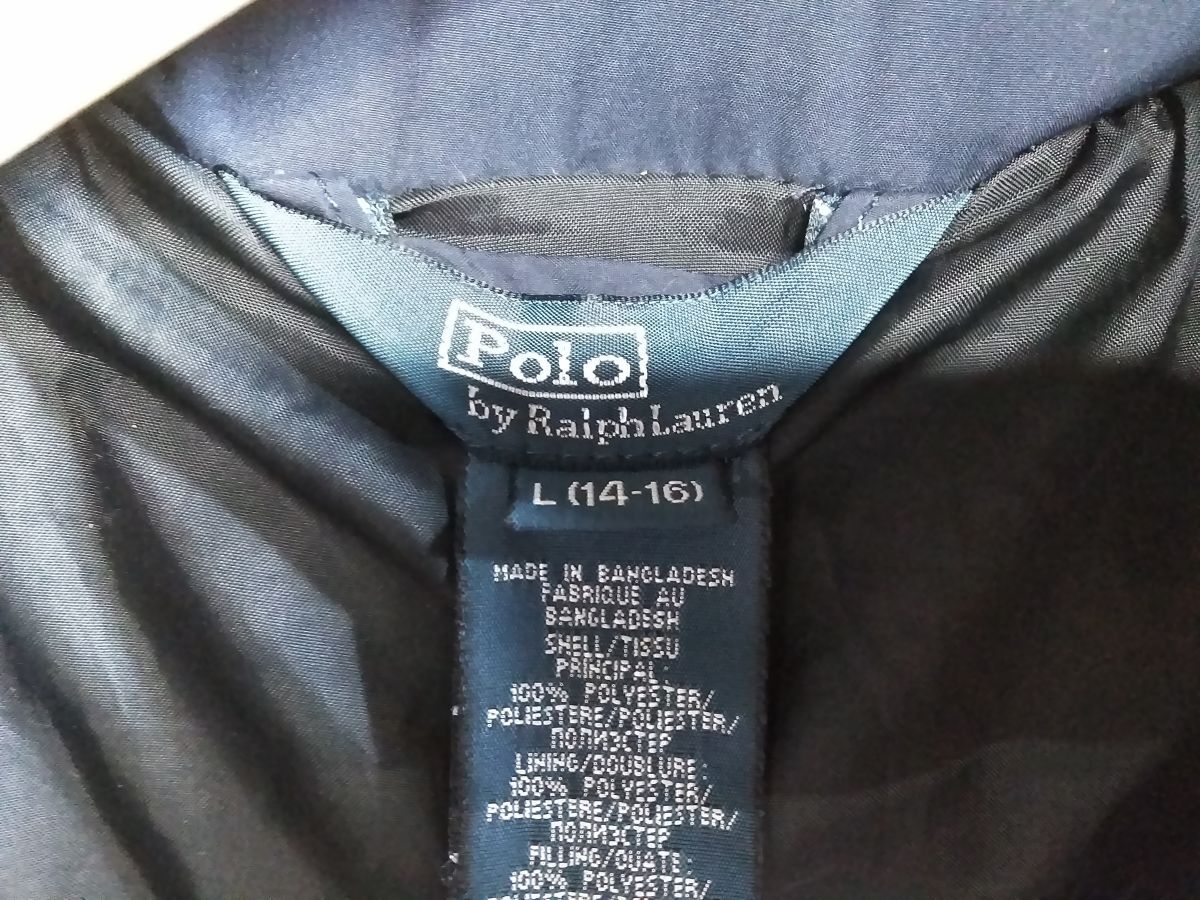 Polo
by Ralph Lauren
L (14-16)
MADE IN BANGLADESH
FABRIQUE AU
BANGLADESH
SHELL/TISSU
PRINCIPAL:
100% POLYESTER/
POLIESTERE/POLIESTER/
ПОЛИЭСТЕР
LINING/DOUBLURE:
100% POLYESTER/
POLIESTERE/POLIESTER/
ПОЛИЭСТЕР
FILLING/OUATE:
100% POLYESTER/